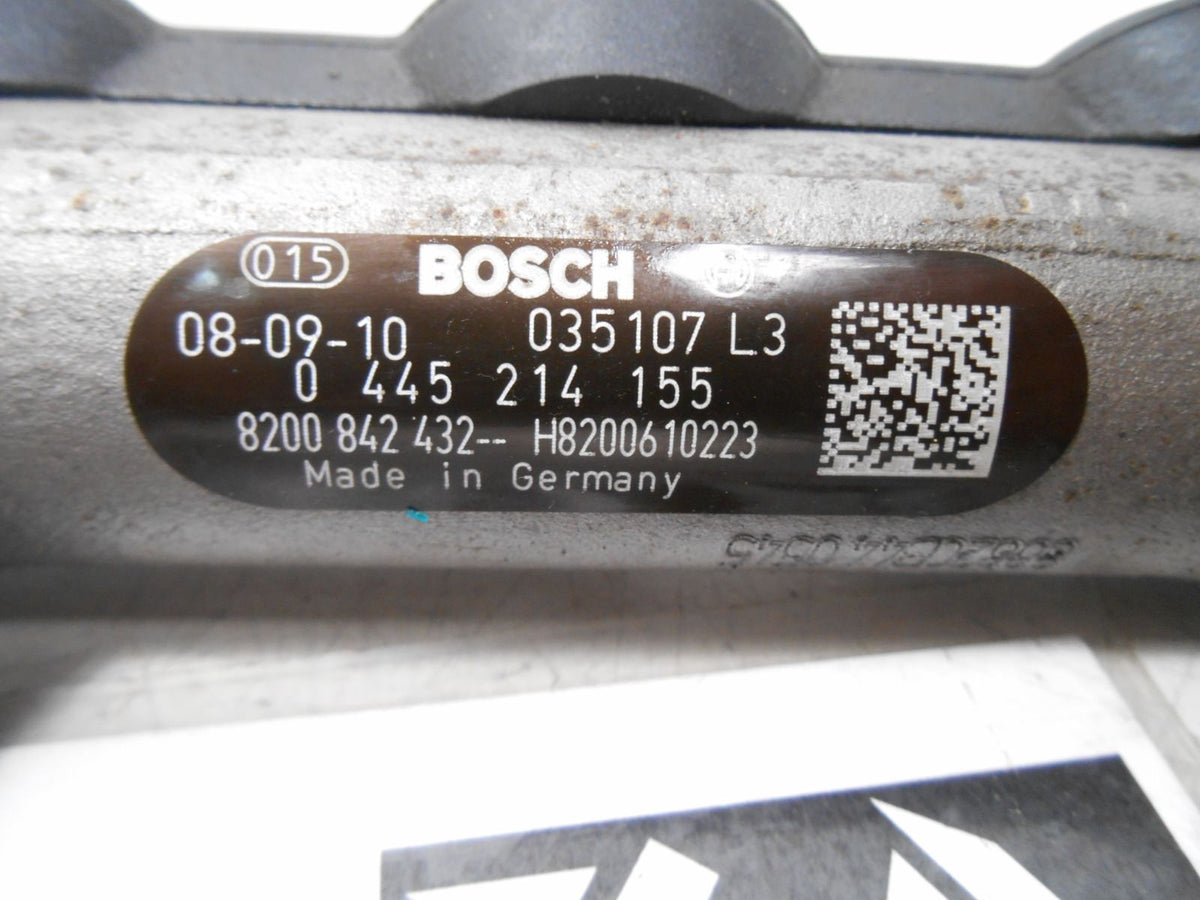 015 BOSCH
08-09-10 035107 L3
0 445 214 155
8200 842 432-- H8200610223
Made in Germany